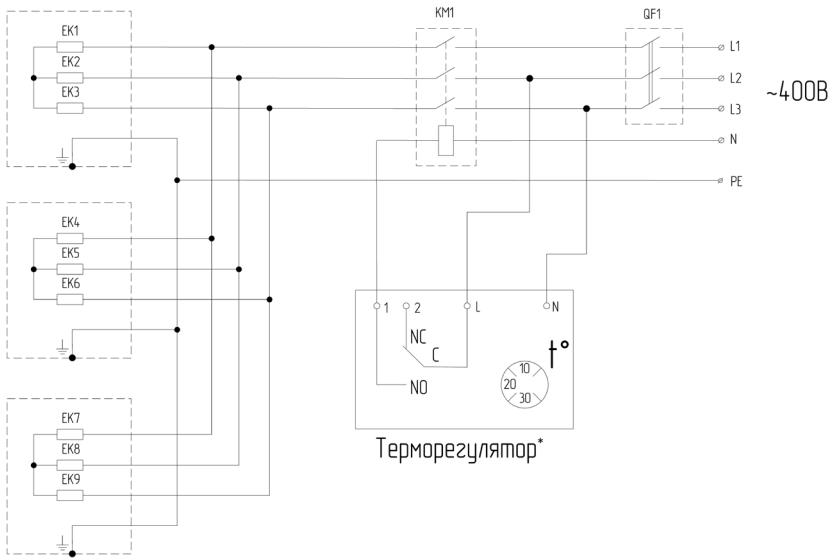 KM1
QF1
EK1
EK2
EK3
L1
L2
L3
~400В
N
PE
EK4
EK5
EK6
1
2
L
N
NC
C
NO
t°
10
20
30
Терморегулятор*
EK7
EK8
EK9